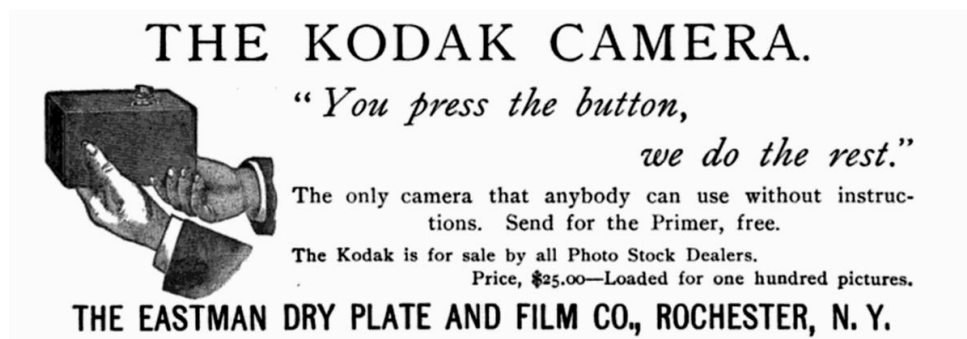 THE KODAK CAMERA.
“You press the button,
we do the rest.”
The only camera that anybody can use without instruc-
tions. Send for the Primer, free.
The Kodak is for sale by all Photo Stock Dealers.
Price, $25.00—Loaded for one hundred pictures.
THE EASTMAN DRY PLATE AND FILM CO., ROCHESTER, N. Y.